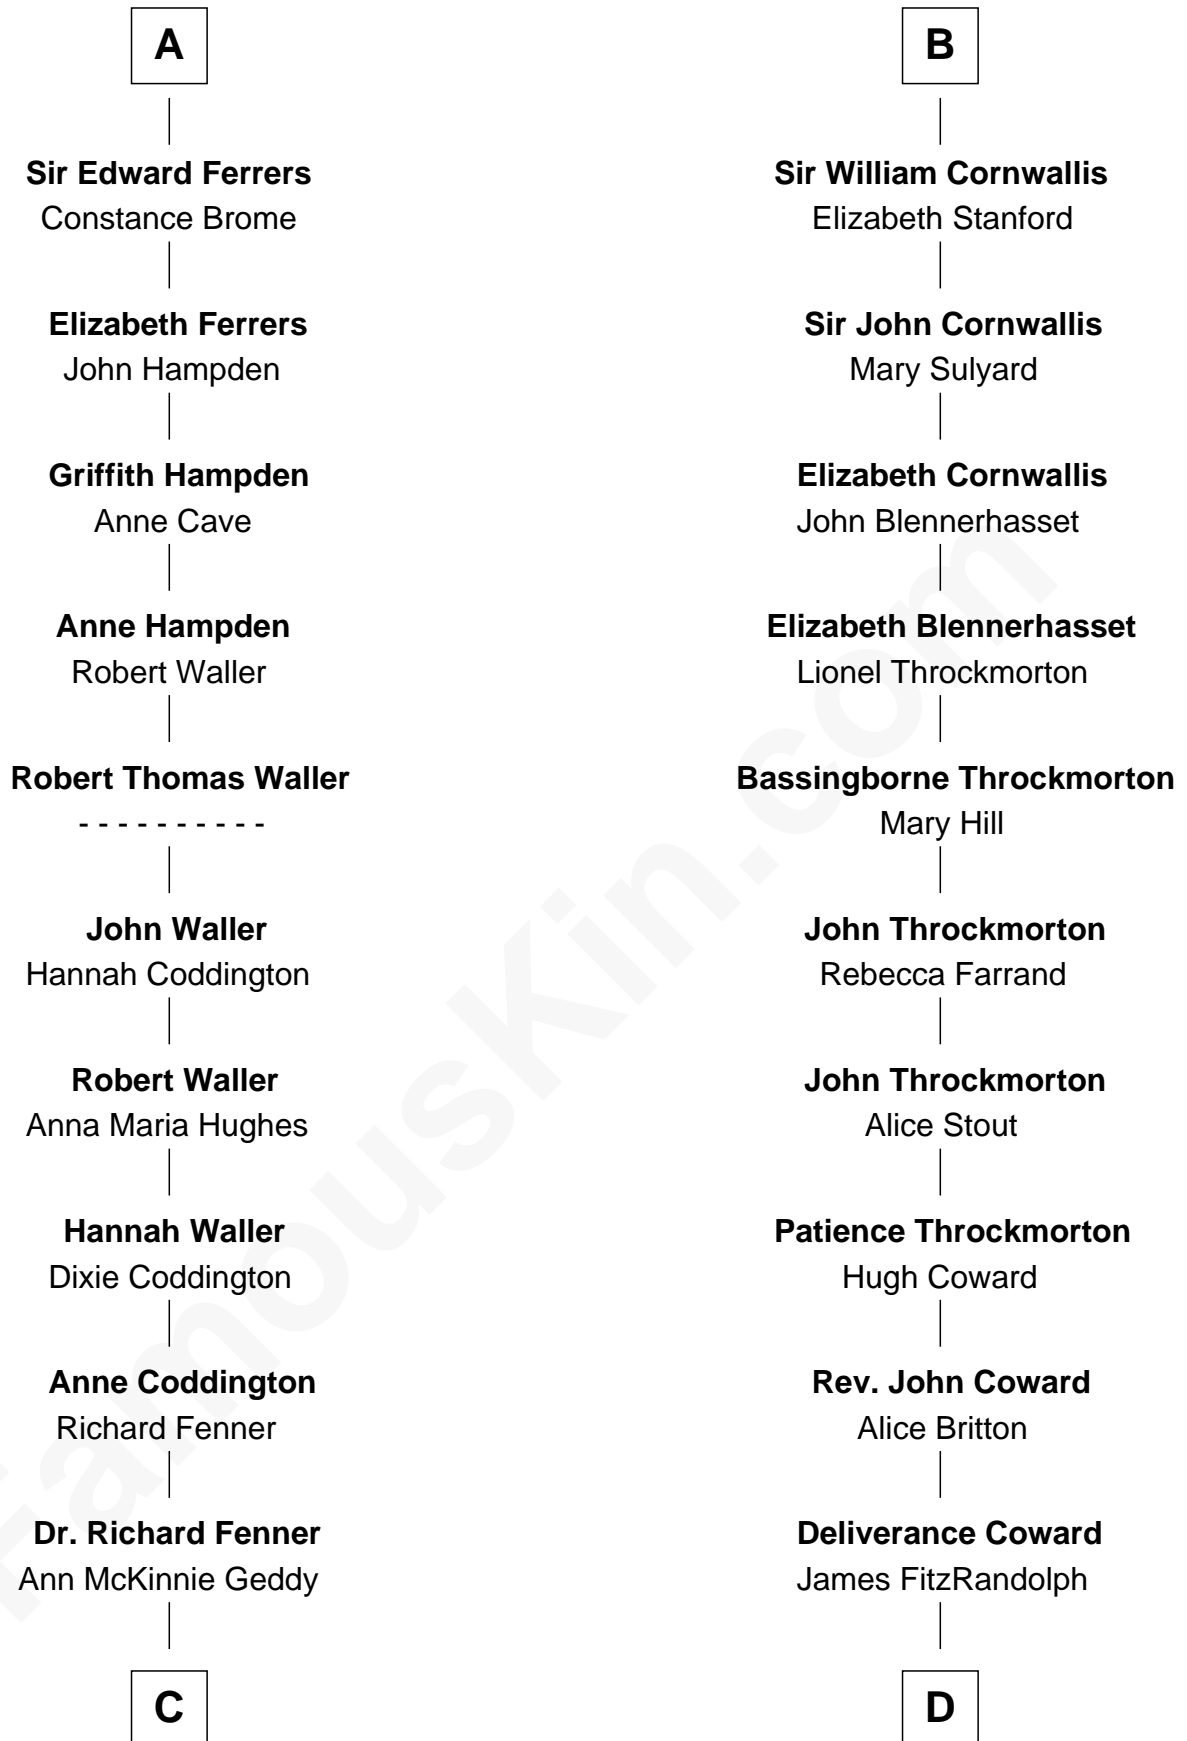 A
Sir Edward Ferrers
Constance Brome
Elizabeth Ferrers
John Hampden
Griffith Hampden
Anne Cave
Anne Hampden
Robert Waller
Robert Thomas Waller
- - - - - - - - - -
John Waller
Hannah Coddington
Robert Waller
Anna Maria Hughes
Hannah Waller
Dixie Coddington
Anne Coddington
Richard Fenner
Dr. Richard Fenner
Ann McKinnie Geddy
C
B
Sir William Cornwallis
Elizabeth Stanford
Sir John Cornwallis
Mary Sulyard
Elizabeth Cornwallis
John Blennerhasset
Elizabeth Blennerhasset
Lionel Throckmorton
Bassingborne Throckmorton
Mary Hill
John Throckmorton
Rebecca Farrand
John Throckmorton
Alice Stout
Patience Throckmorton
Hugh Coward
Rev. John Coward
Alice Britton
Deliverance Coward
James FitzRandolph
D
FamousKin.com